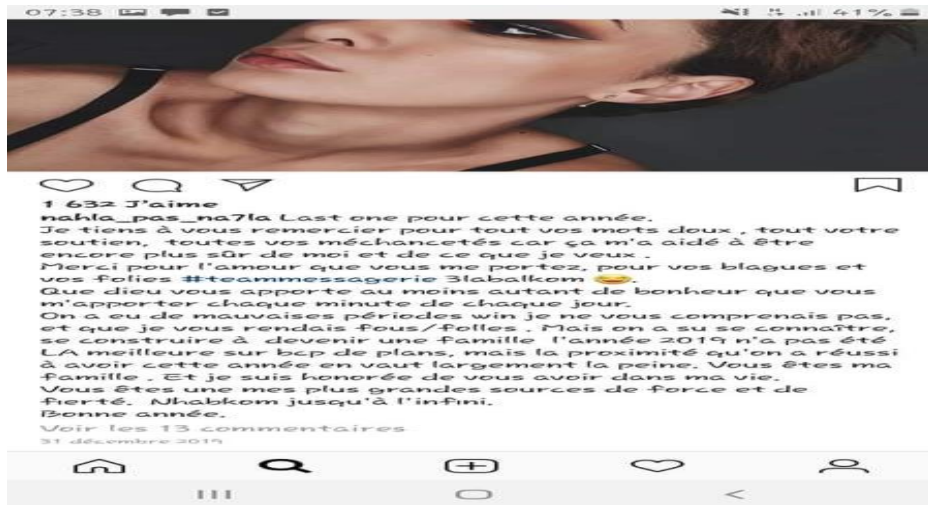 07:38 41%
1 632 J'aime
nahla_pas_na7la Last one pour cette année.
Je tiens à vous remercier pour tout vos mots doux , tout votre
soutien, toutes vos méchancetés car ça m'a aidé à être
encore plus sûr de moi et de ce que je veux .
Merci pour l'amour que vous me portez, pour vos blagues et
vos folies #teammessagerie 3labalkom 😂.
Que dieu vous apporte au moins autant de bonheur que vous
m'apporter chaque minute de chaque jour.
On a eu de mauvaises périodes win je ne vous comprenais pas,
et que je vous rendais fous/folles . Mais on a su se connaître,
se construire à devenir une famille l'année 2019 n'a pas été
LA meilleure sur bcp de plans, mais la proximité qu'on a réussi
à avoir cette année en vaut largement la peine. Vous êtes ma
famille . Et je suis honorée de vous avoir dans ma vie.
Vous êtes une mes plus grandes sources de force et de
fierté. Nhabkom jusqu'à l'infini.
Bonne année.
Voir les 13 commentaires
31 décembre 2019